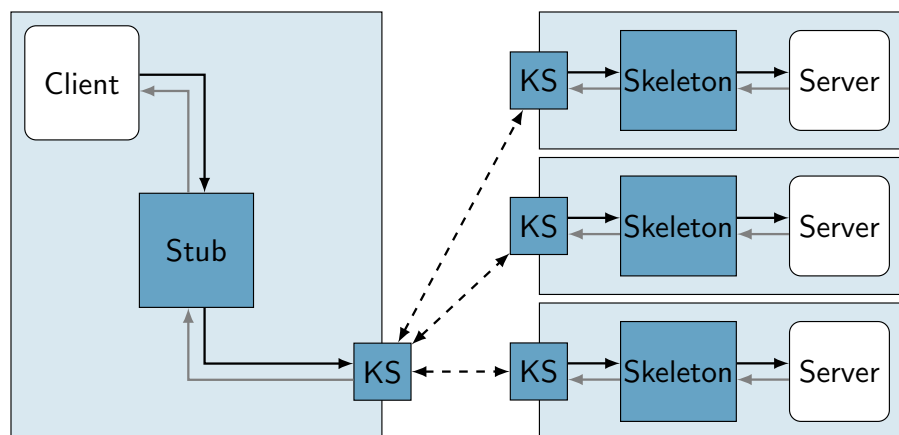 Client
Stub
KS
KS
Skeleton
Server
KS
Skeleton
Server
KS
Skeleton
Server